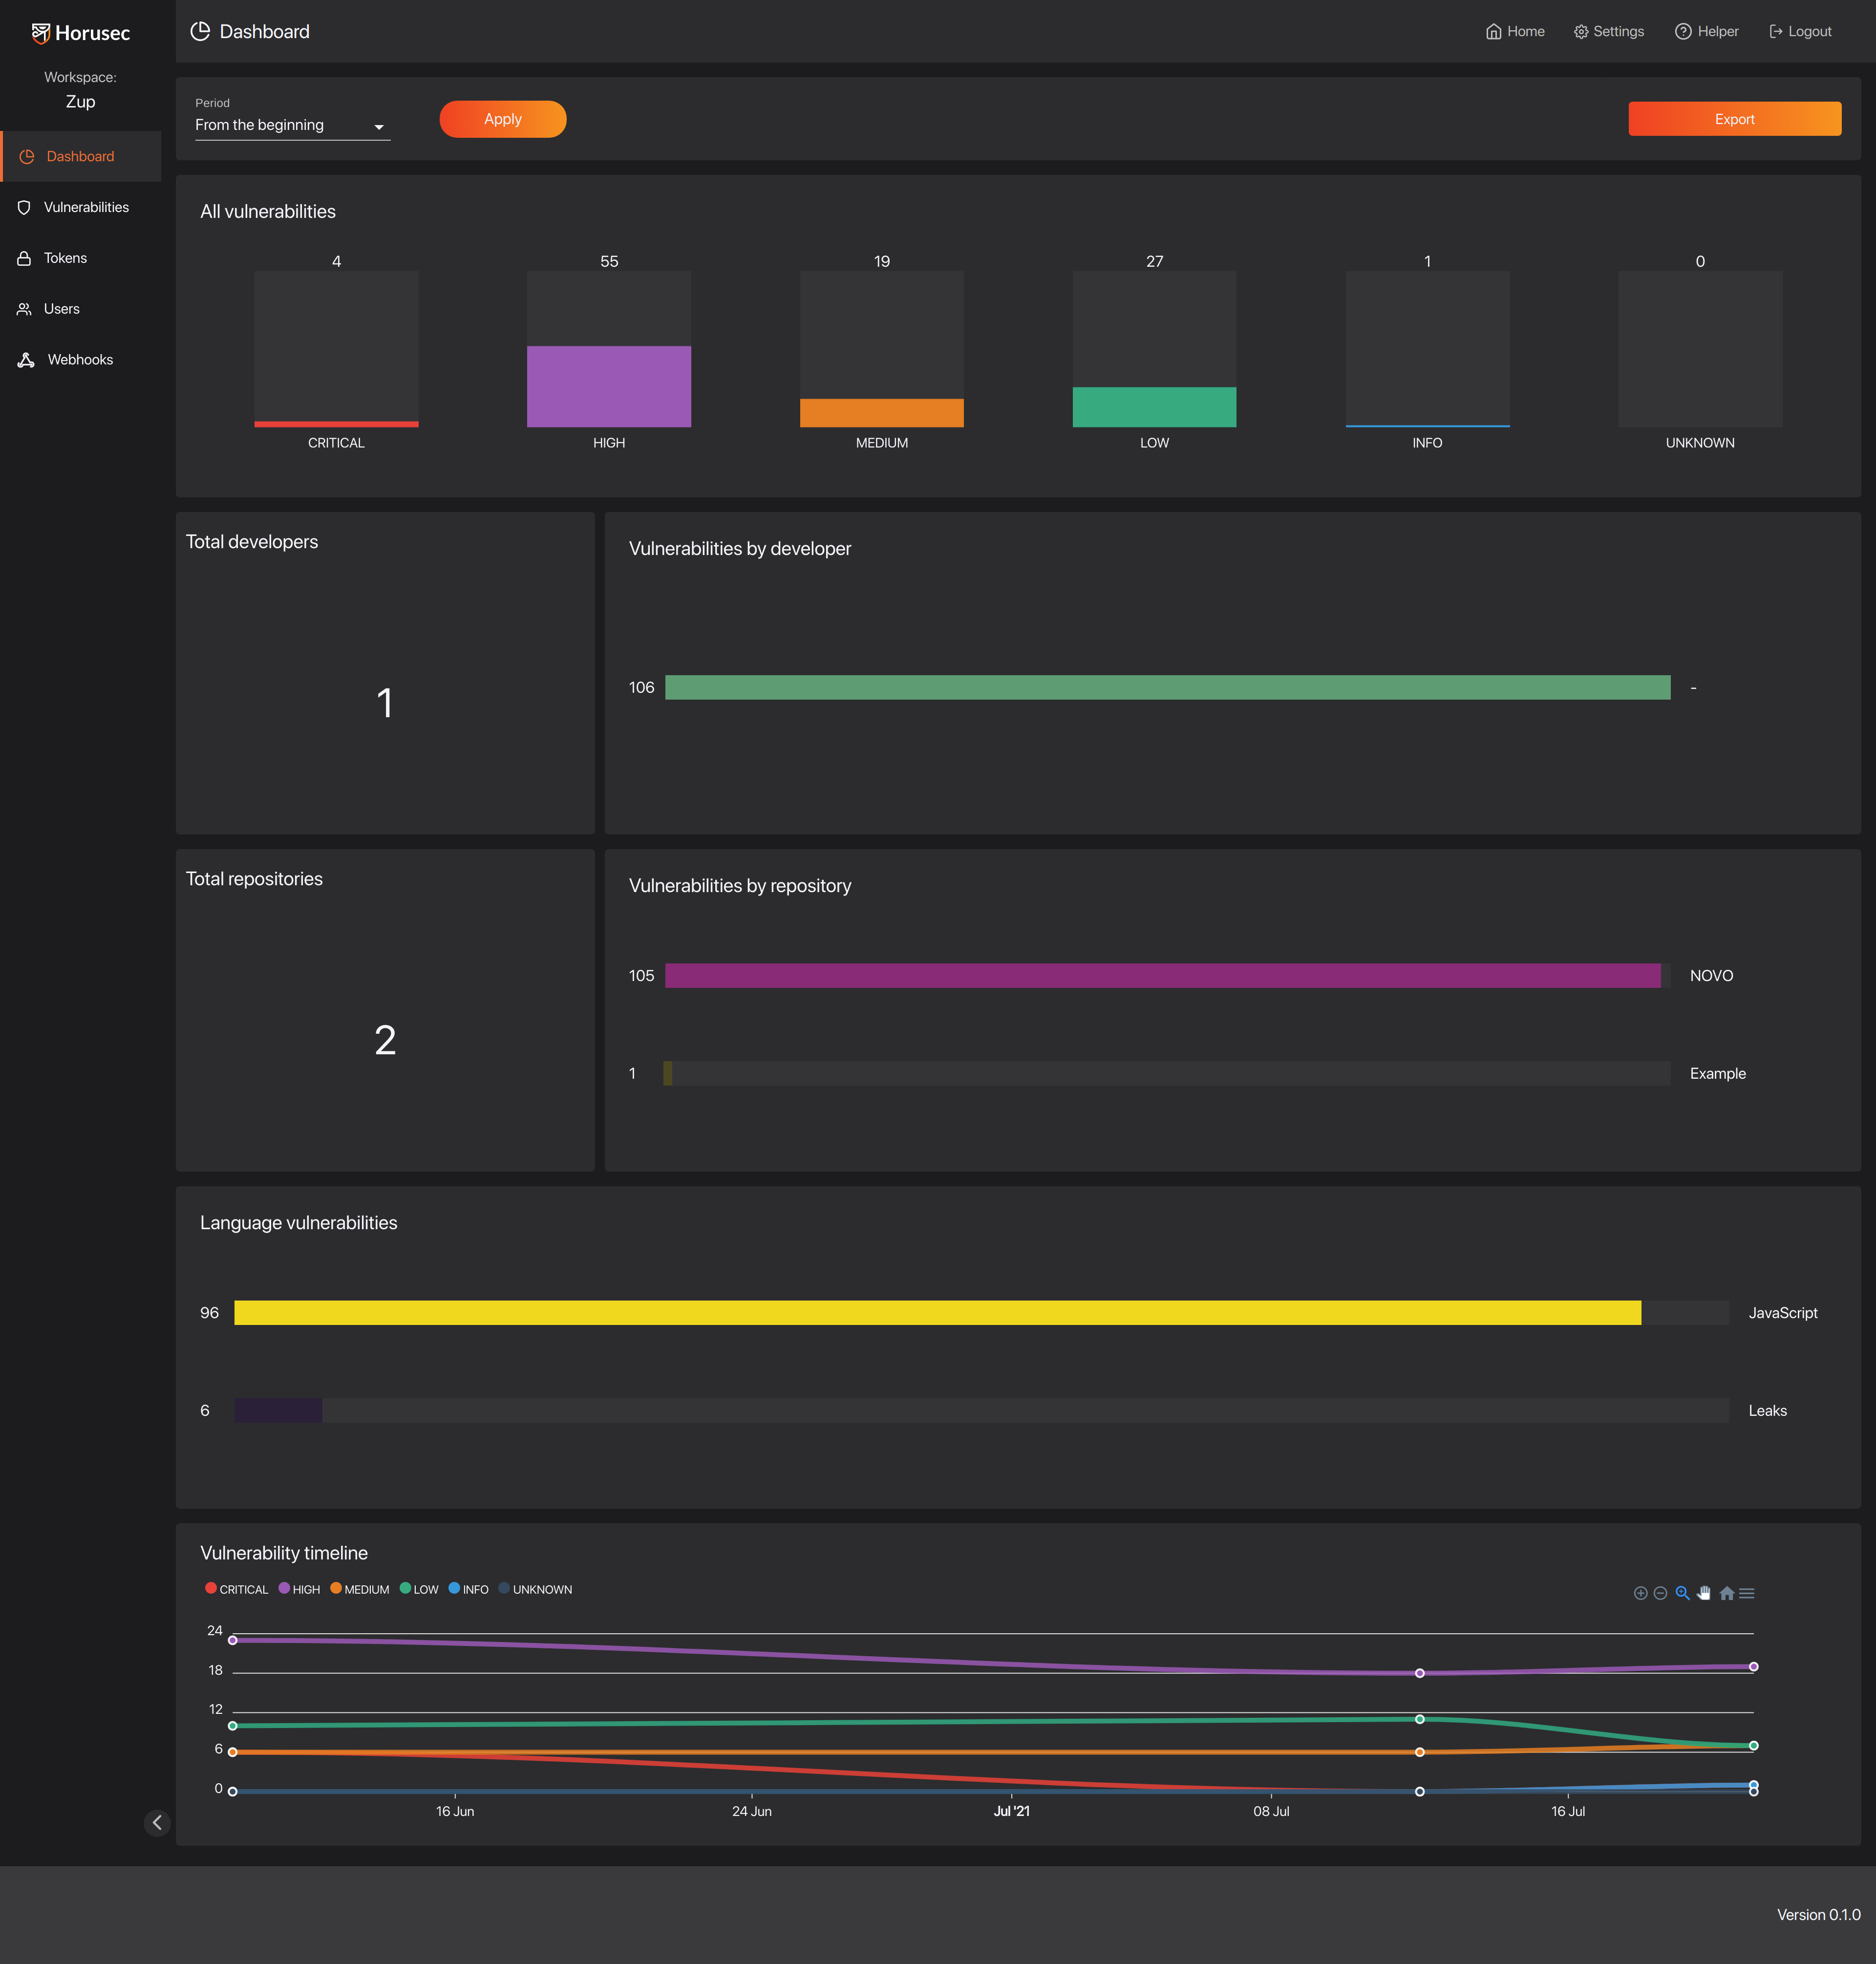 Horusec
Workspace:
Zup
Dashboard
Vulnerabilities
Tokens
Users
Webhooks
Dashboard
Home
Settings
Helper
Logout
Period
From the beginning
Apply
Export
All vulnerabilities
4
55
19
27
1
0
CRITICAL
HIGH
MEDIUM
LOW
INFO
UNKNOWN
Total developers
1
Vulnerabilities by developer
106
-
Total repositories
2
Vulnerabilities by repository
105
NOVO
1
Example
Language vulnerabilities
96
JavaScript
6
Leaks
Vulnerability timeline
CRITICAL
HIGH
MEDIUM
LOW
INFO
UNKNOWN
24
18
12
6
0
16 Jun
24 Jun
Jul '21
08 Jul
16 Jul
Version 0.1.0